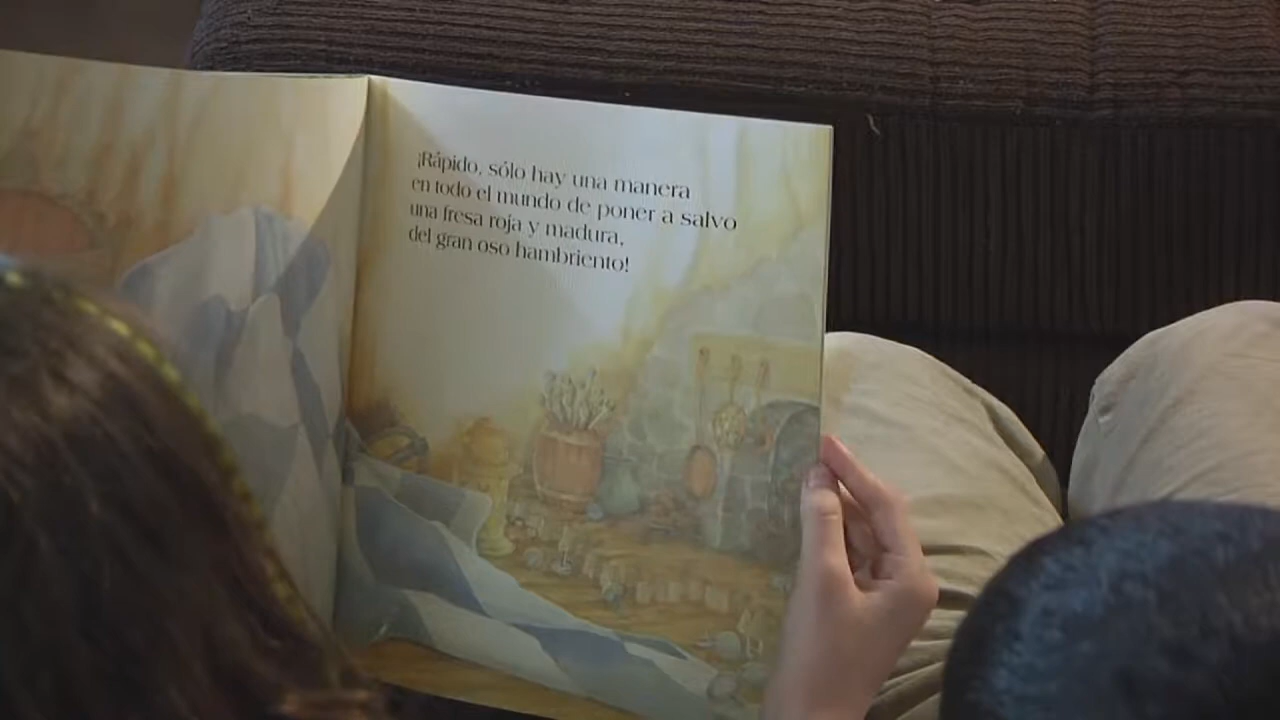 ¡Rápido, sólo hay una manera
en todo el mundo de poner a salvo
una fresa roja y madura,
del gran oso hambriento!